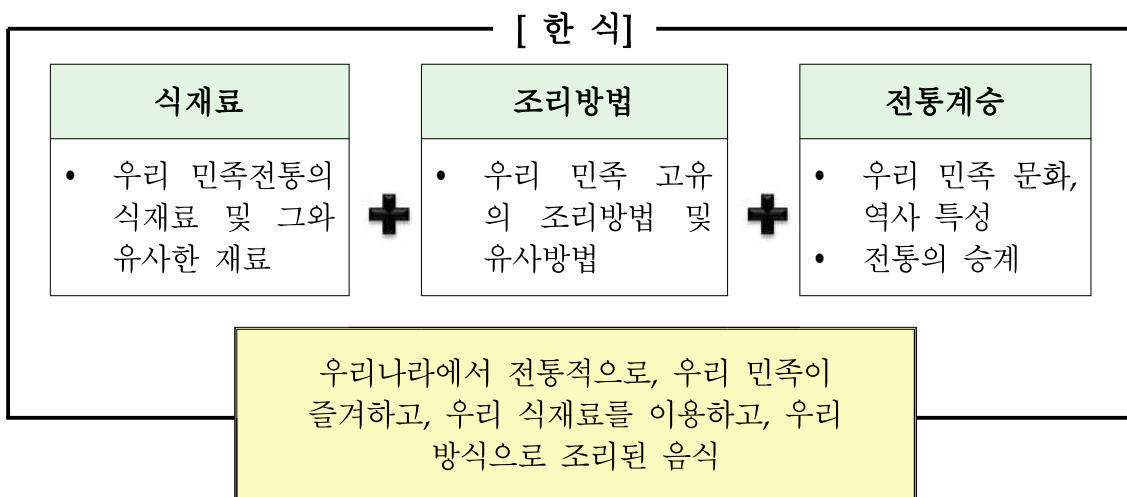 [ 한 식]
식재료
• 우리 민족전통의
식재료 및 그와
유사한 재료
조리방법
• 우리 민족 고유
의 조리방법 및
유사방법
전통계승
• 우리 민족 문화,
역사 특성
• 전통의 승계
우리나라에서 전통적으로, 우리 민족이
즐겨하고, 우리 식재료를 이용하고, 우리
방식으로 조리된 음식